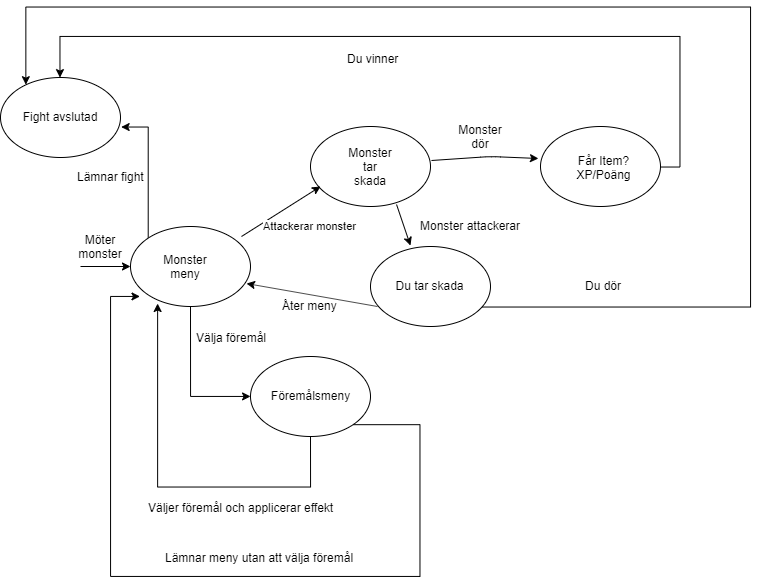 Du vinner
Fight avslutad
Monster
dör
Monster
tar
skada
Får Item?
XP/Poäng
Lämnar fight
Attackerar monster
Monster attackerar
Möter
monster
Monster
meny
Du tar skada
Du dör
Åter meny
Välja föremål
Föremålsmeny
Väljer föremål och applicerar effekt
Lämnar meny utan att välja föremål